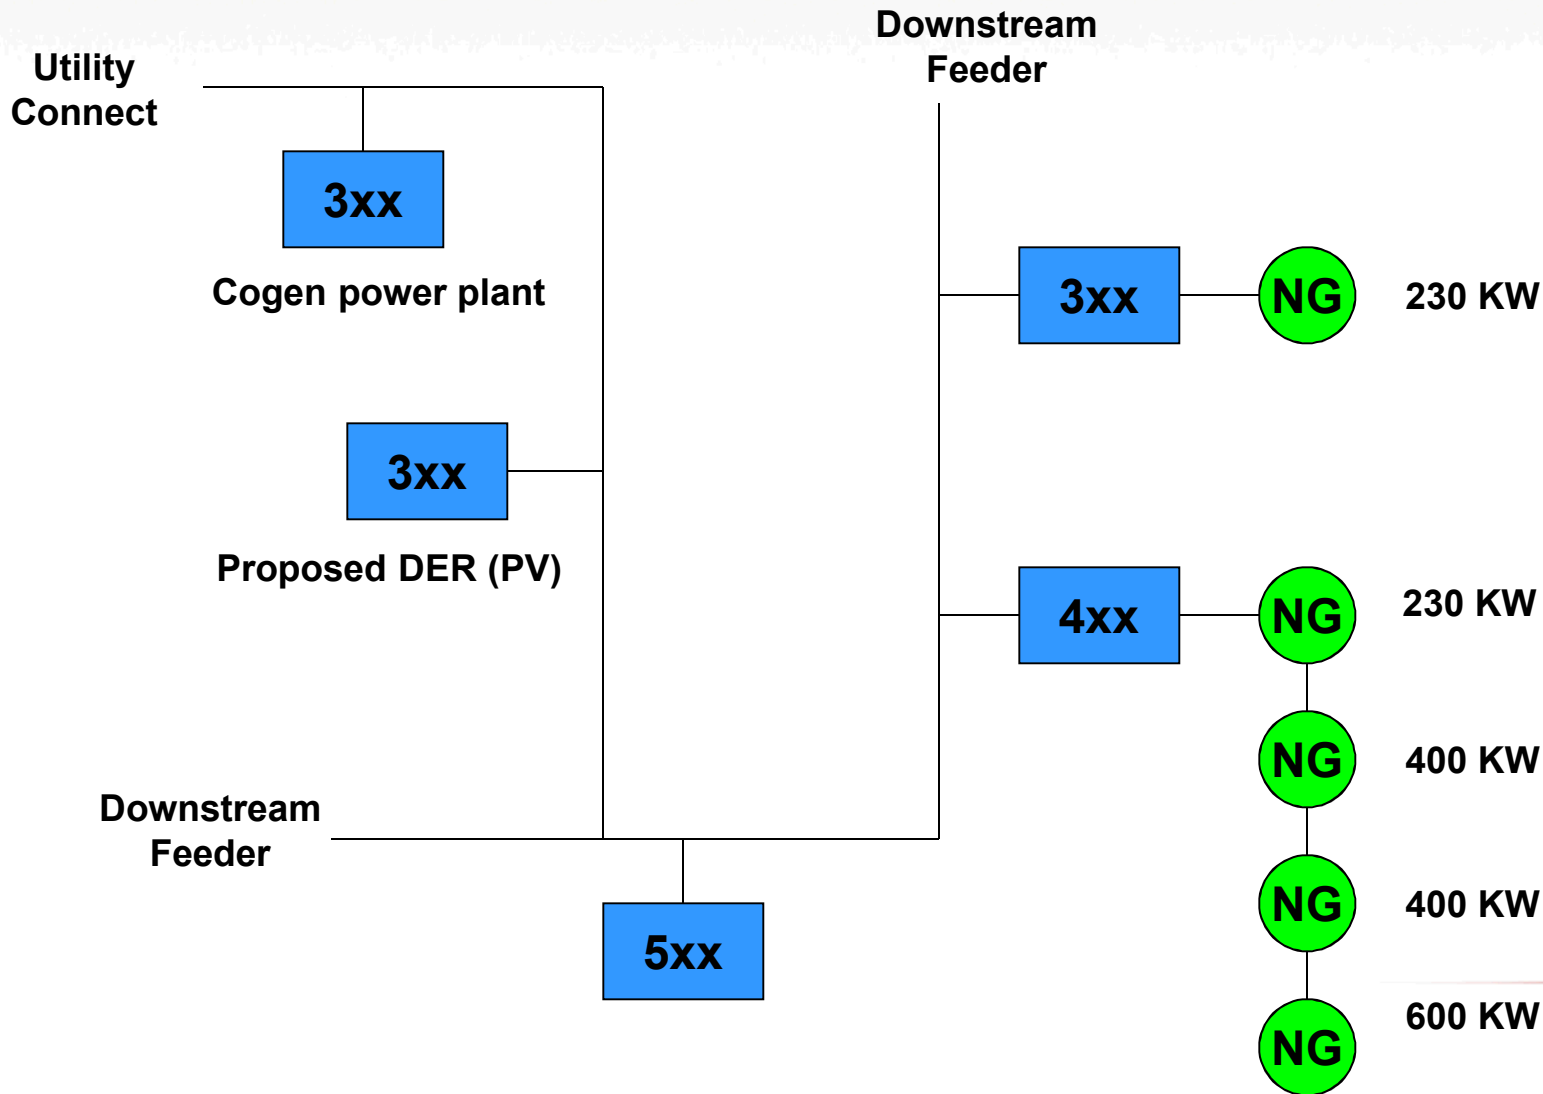 Utility
Connect
3xx
Cogen power plant
3xx
Proposed DER (PV)
Downstream
Feeder
5xx
Downstream
Feeder
3xx
NG
230 KW
4xx
NG
230 KW
NG
400 KW
NG
400 KW
NG
600 KW